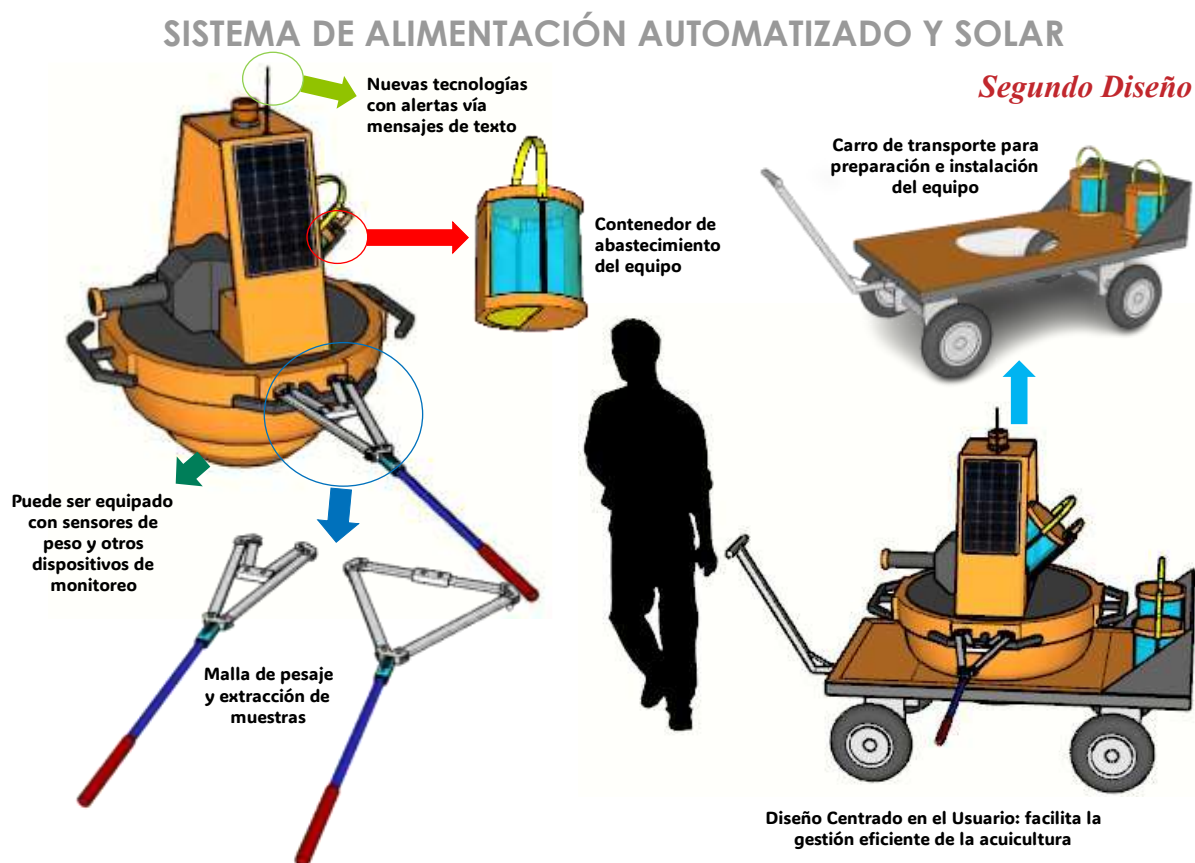 SISTEMA DE ALIMENTACIÓN AUTOMATIZADO Y SOLAR
Segundo Diseño
Nuevas tecnologías
con alertas vía
mensajes de texto
Carro de transporte para
preparación e instalación
del equipo
Contenedor de
abastecimiento
del equipo
Puede ser equipado
con sensores de
peso y otros
dispositivos de
monitoreo
Malla de pesaje
y extracción de
muestras
Diseño Centrado en el Usuario: facilita la
gestión eficiente de la acuicultura